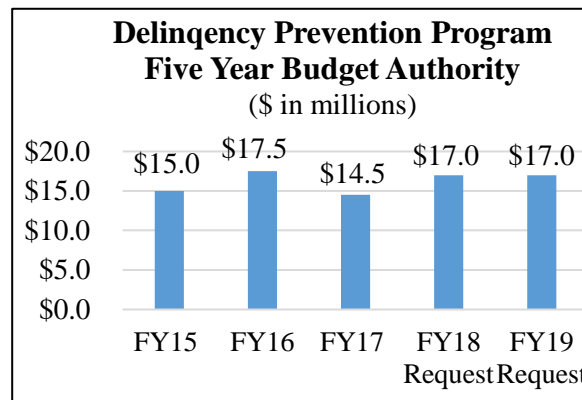 Delinqency Prevention Program
Five Year Budget Authority
($ in millions)
$20.0
$15.0
$10.0
$5.0
$0.0
$15.0
$17.5
$14.5
$17.0
$17.0
FY15
FY16
FY17
FY18 Request
FY19 Request